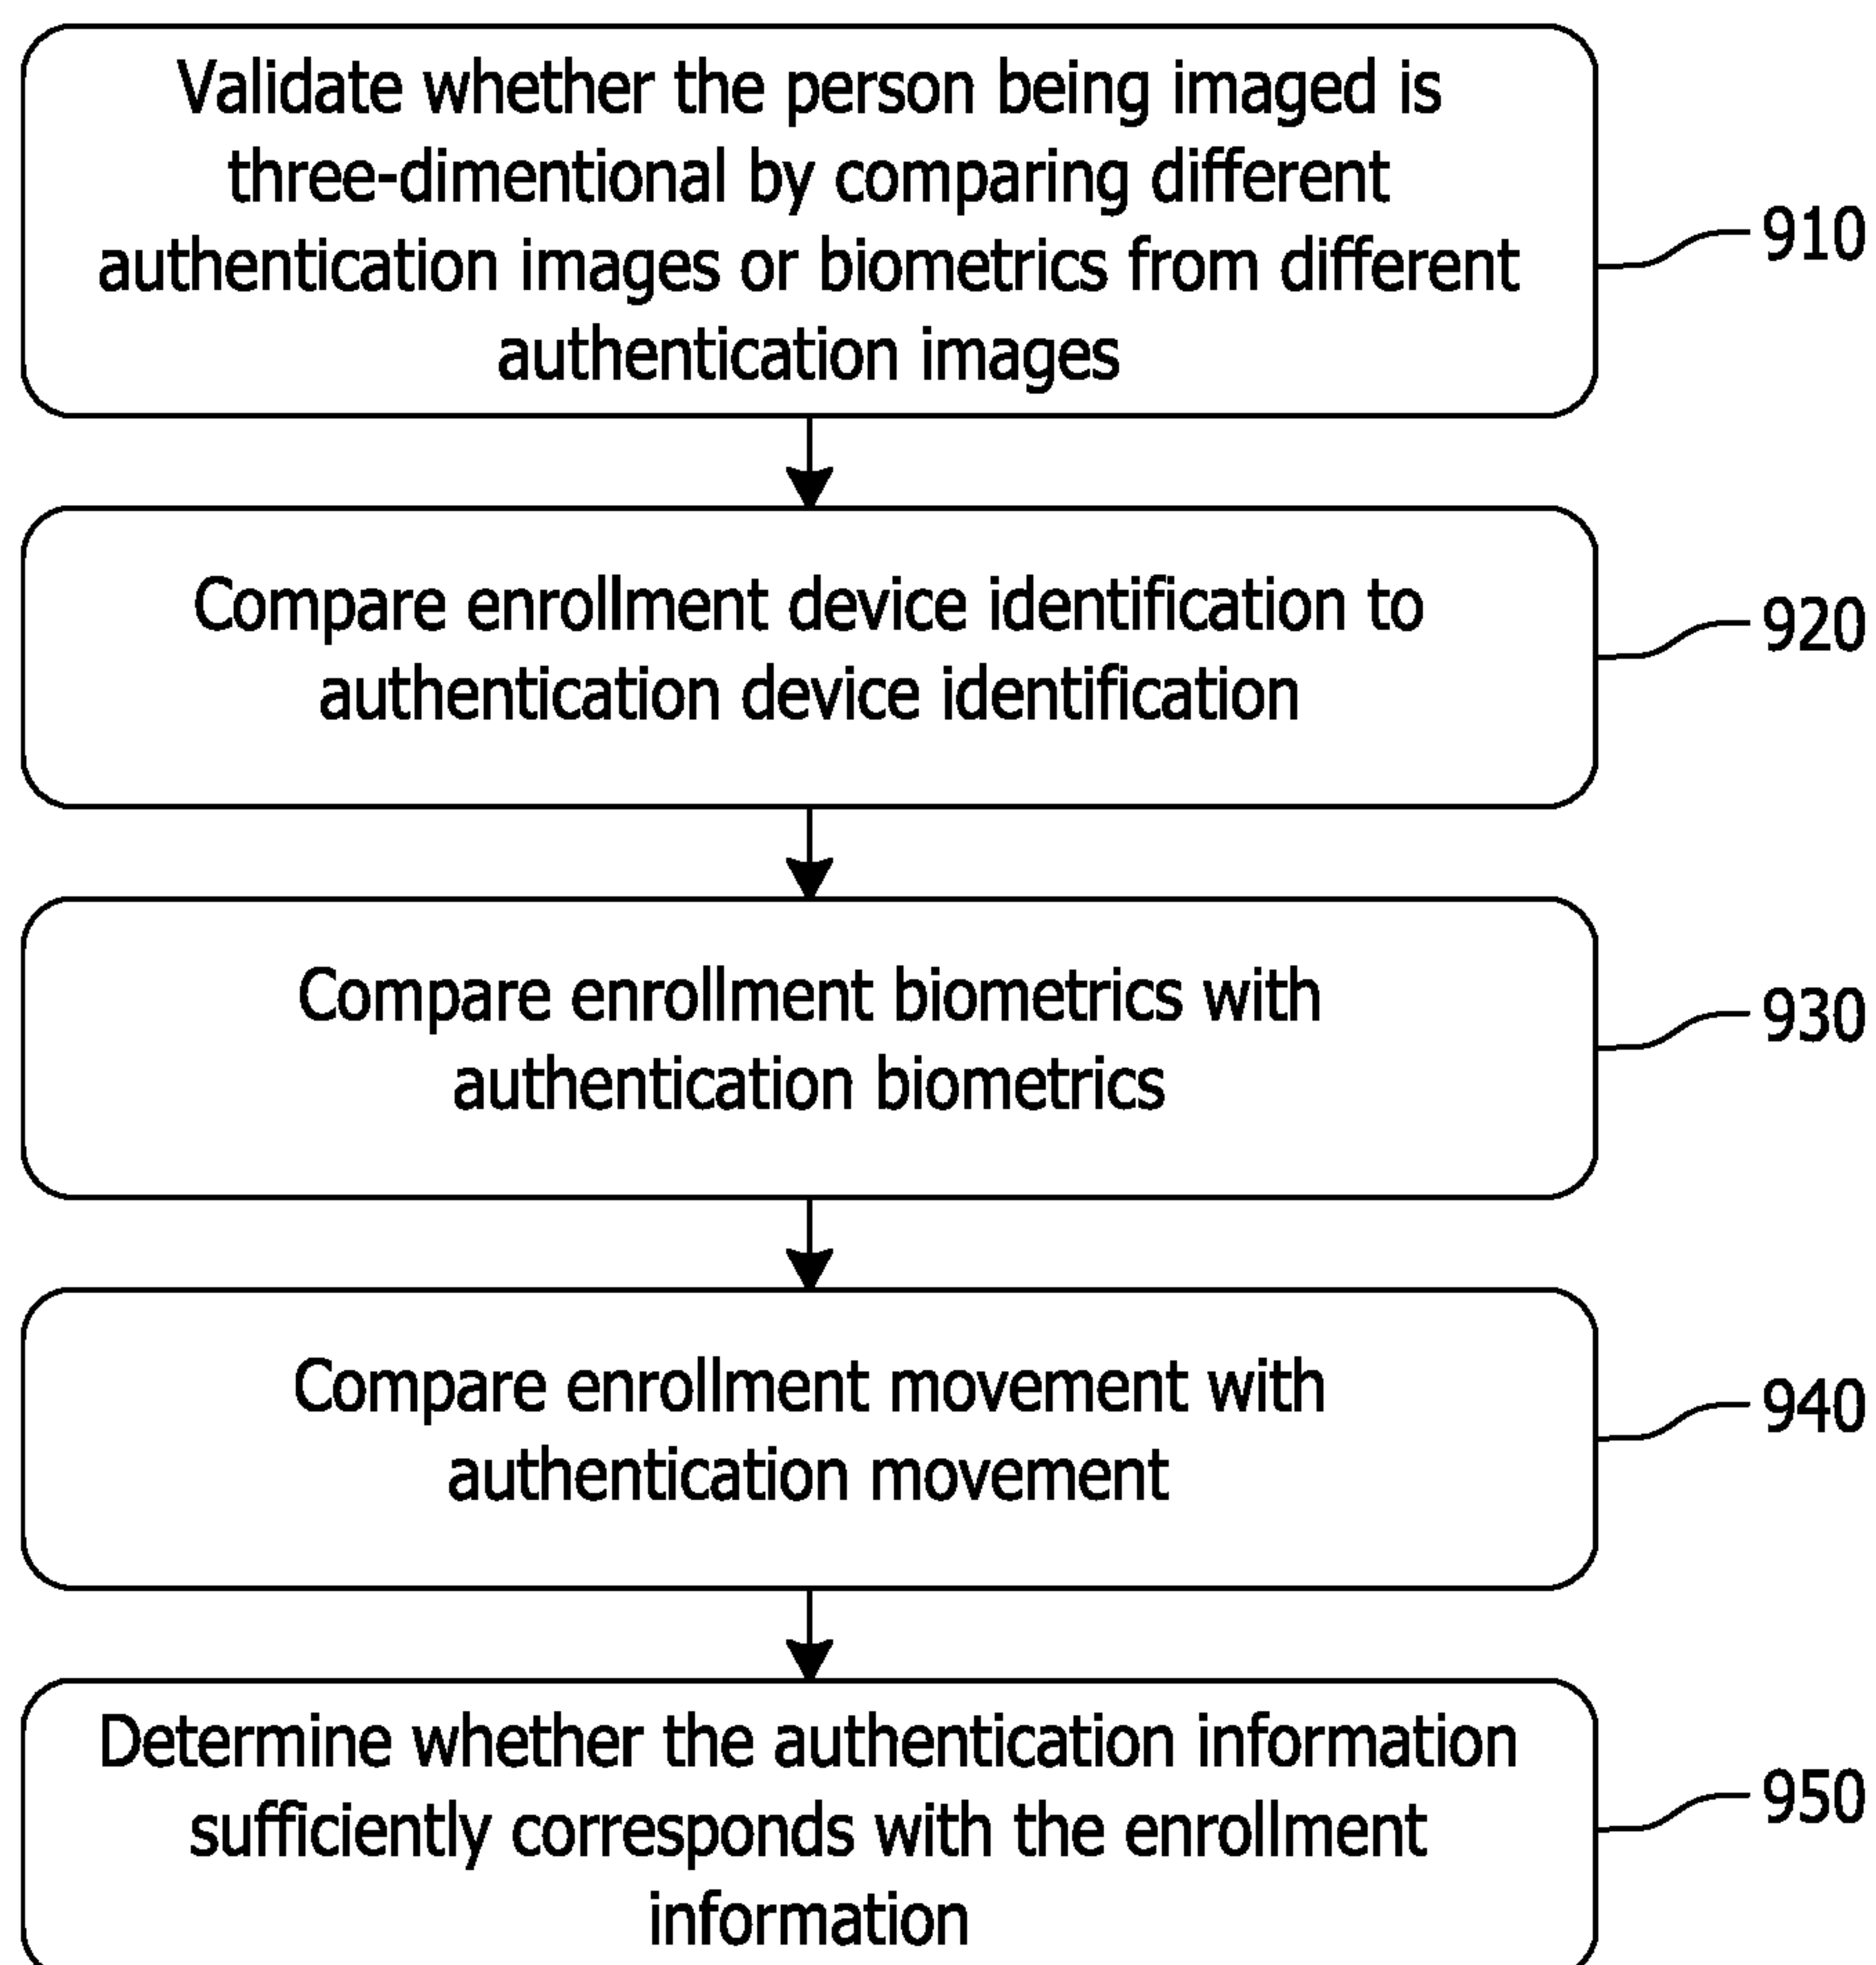 Validate whether the person being imaged is
three-dimentional by comparing different
authentication images or biometrics from different
authentication images
910
Compare enrollment device identification to
authentication device identification
920
Compare enrollment biometrics with
authentication biometrics
930
Compare enrollment movement with
authentication movement
940
Determine whether the authentication information
sufficiently corresponds with the enrollment
information
950